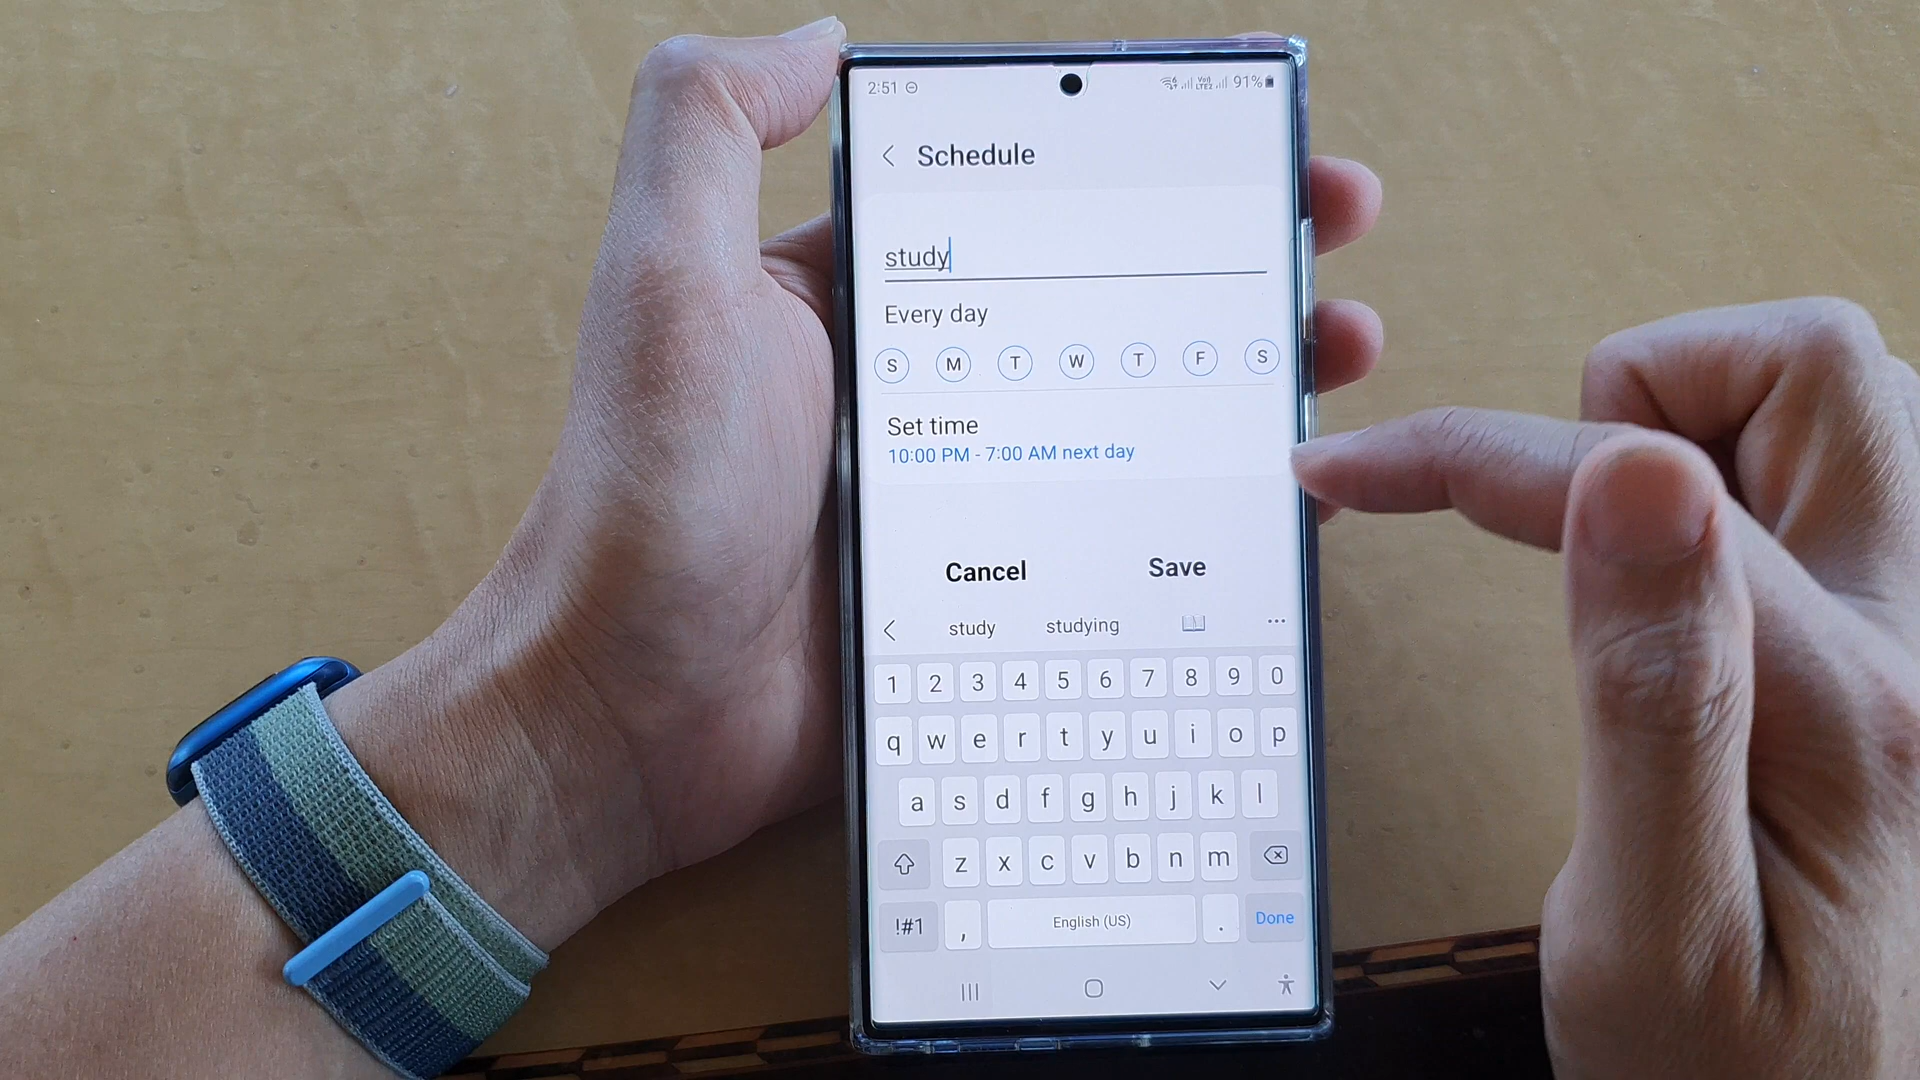 2:51 91%
Schedule
study
Every day
S M T W T F S
Set time
10:00 PM - 7:00 AM next day
Cancel Save
study studying
1 2 3 4 5 6 7 8 9 0
q w e r t y u i o p
a s d f g h j k l
z x c v b n m
!#1 , English (US) . Done